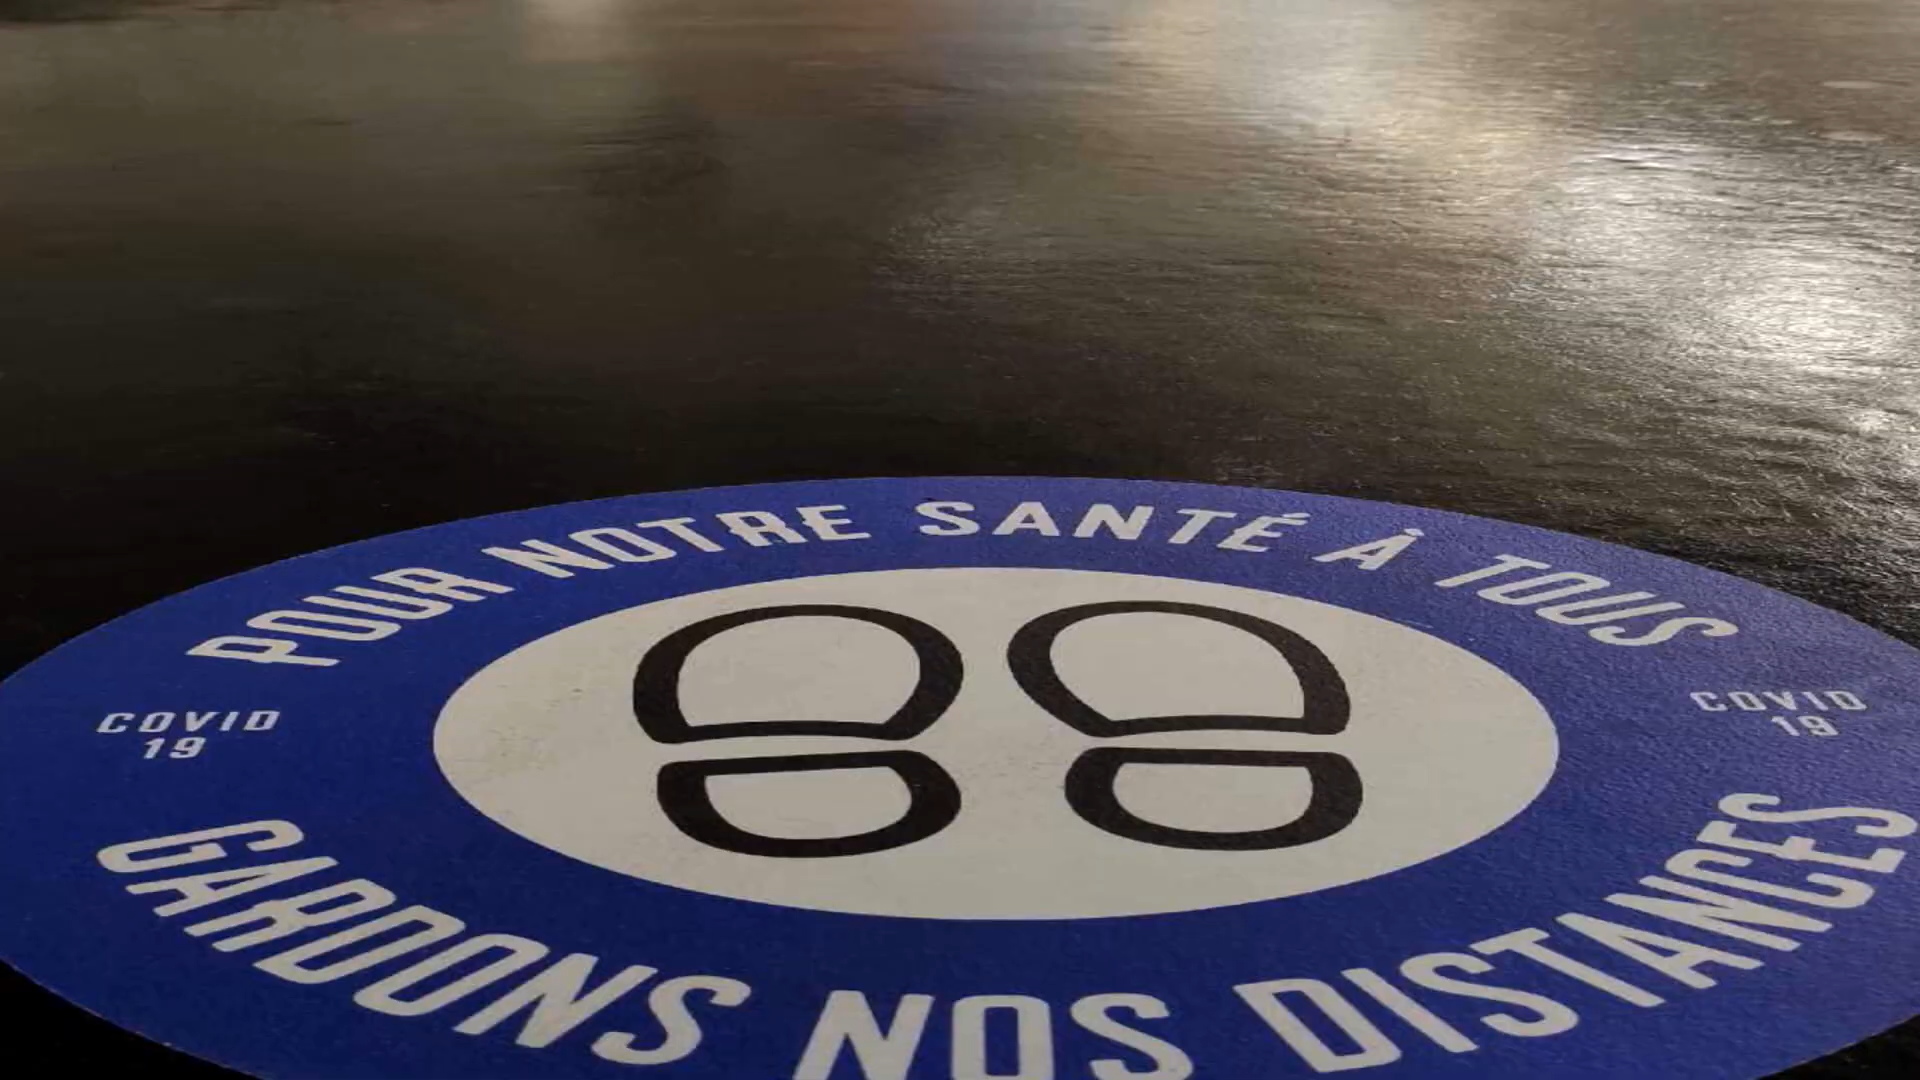 POUR NOTRE SANTÉ À TOUS
COVID
19
COVID
19
GARDONS NOS DISTANCES